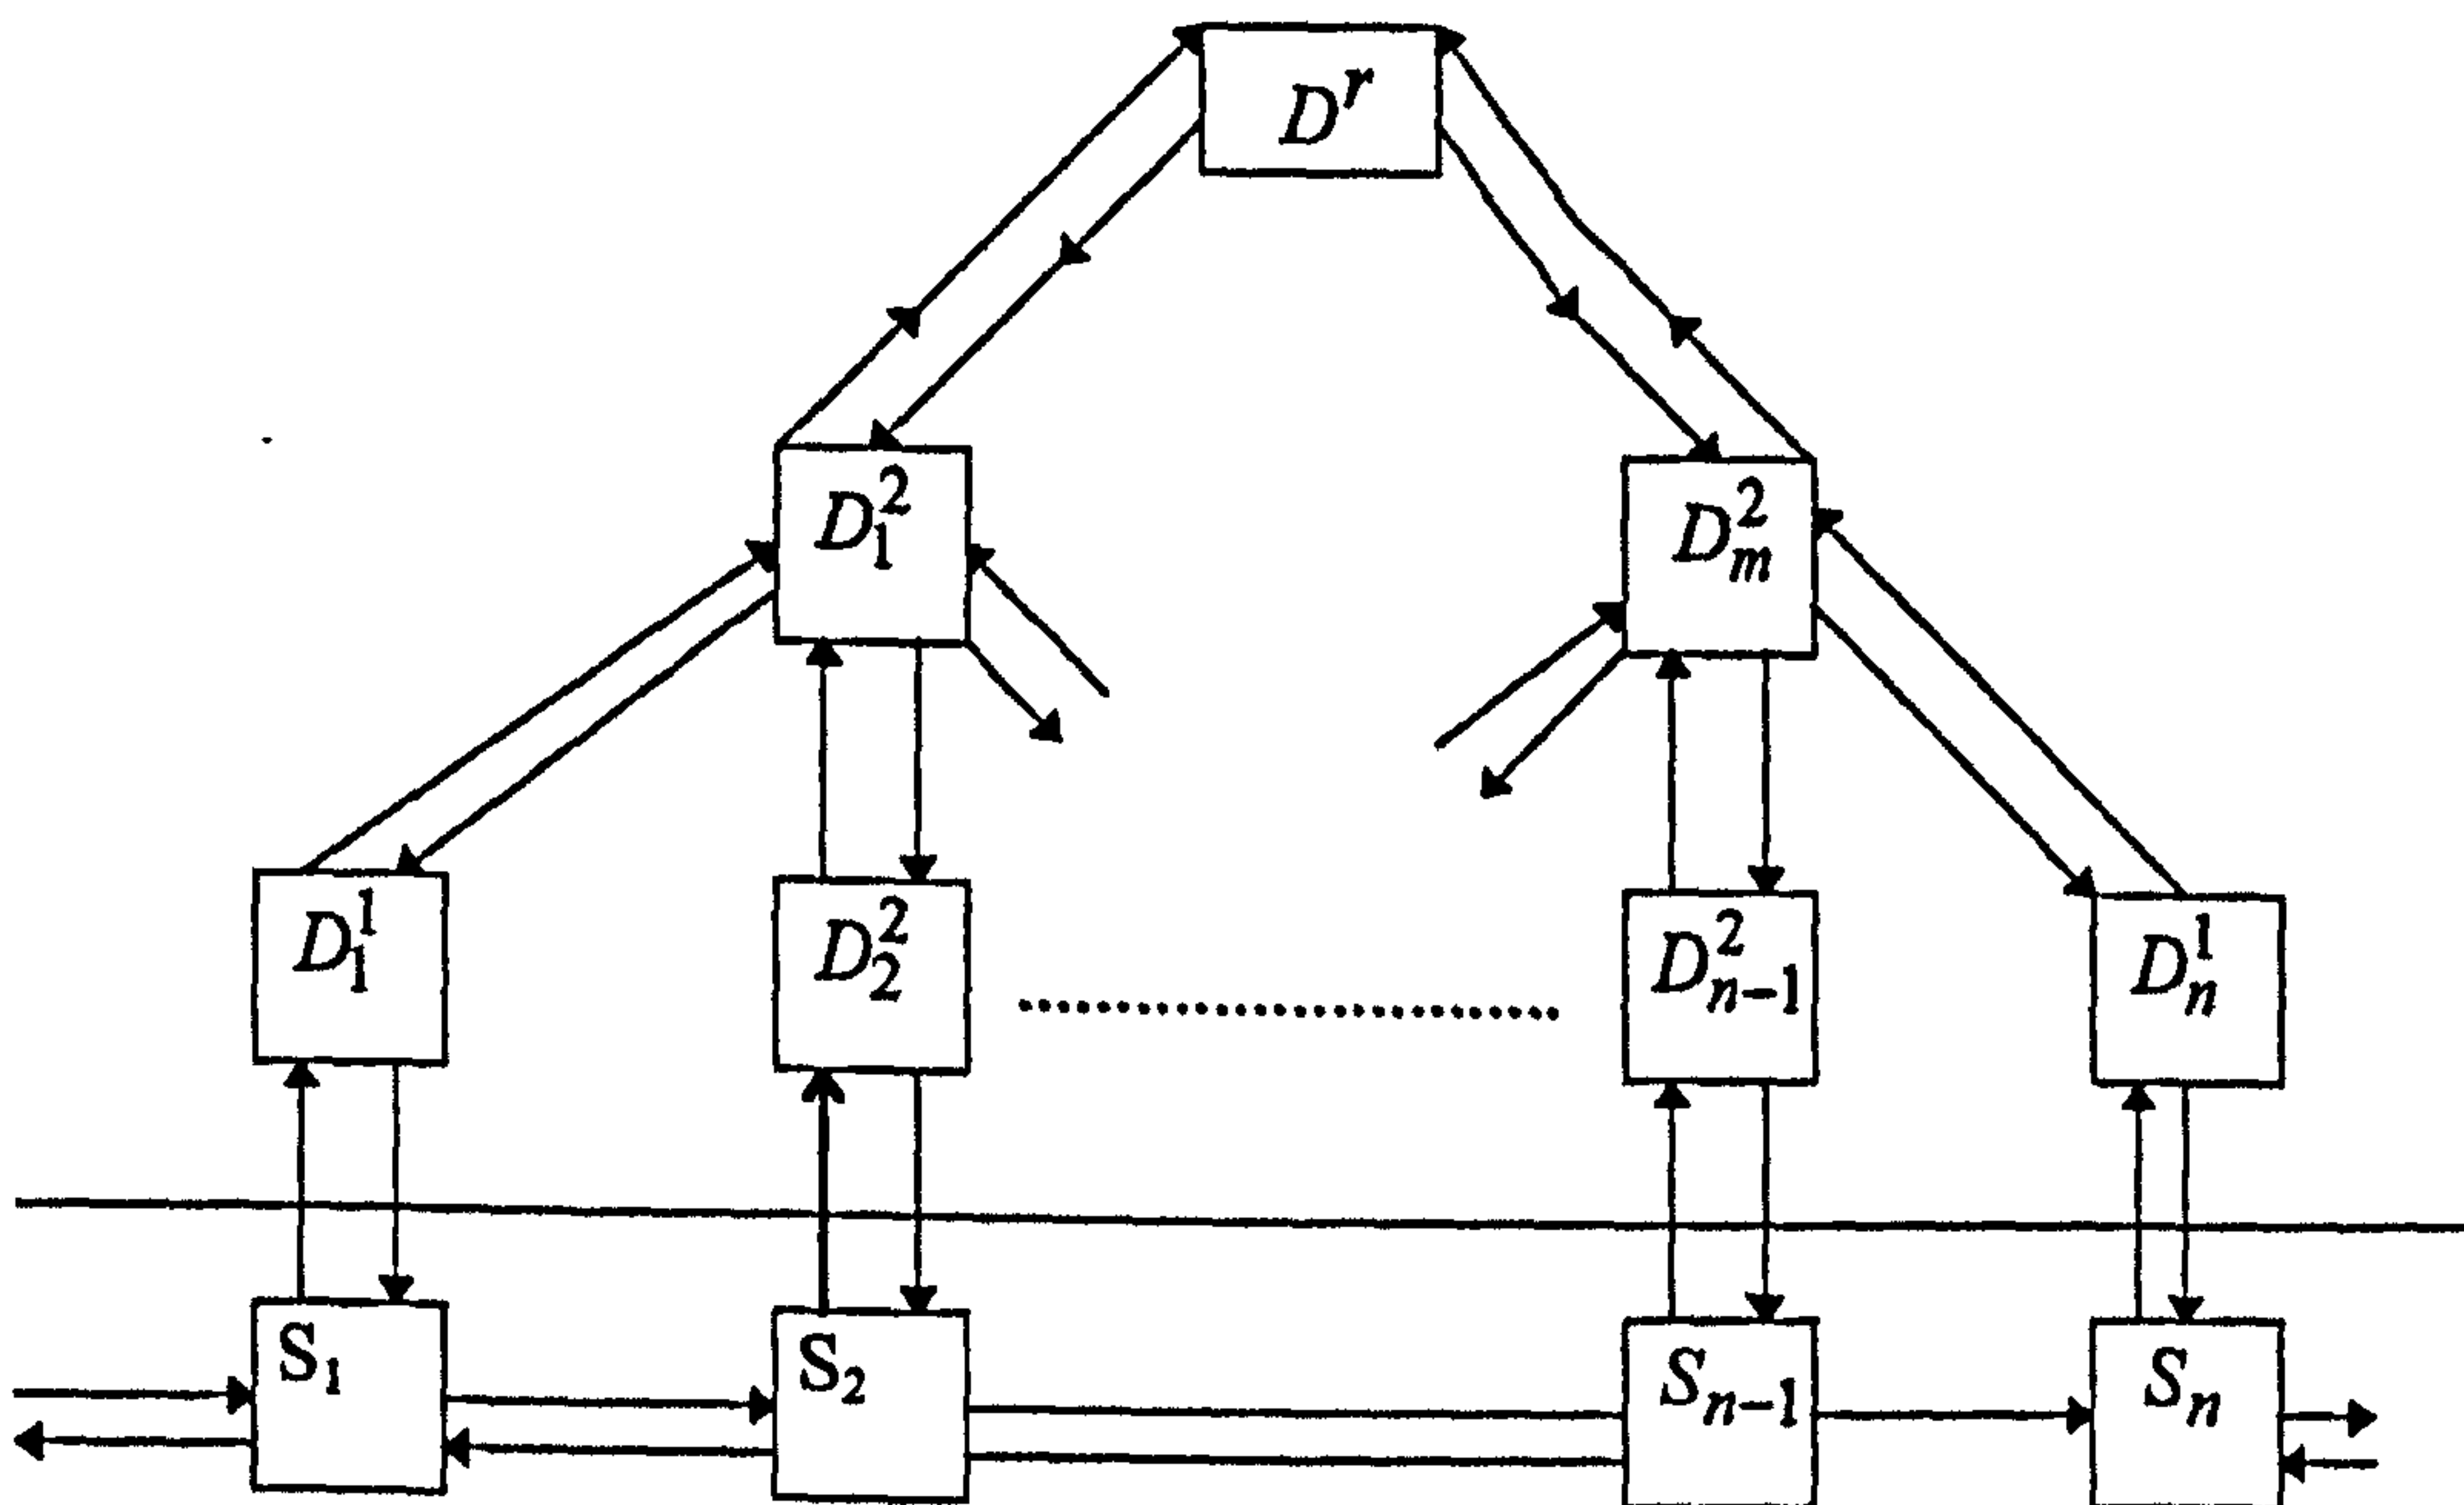 D^r
D_1^2 D_m^2
D_1^1 D_2^2 D_{n-1}^2 D_n^1
S_1 S_2 S_{n-1} S_n